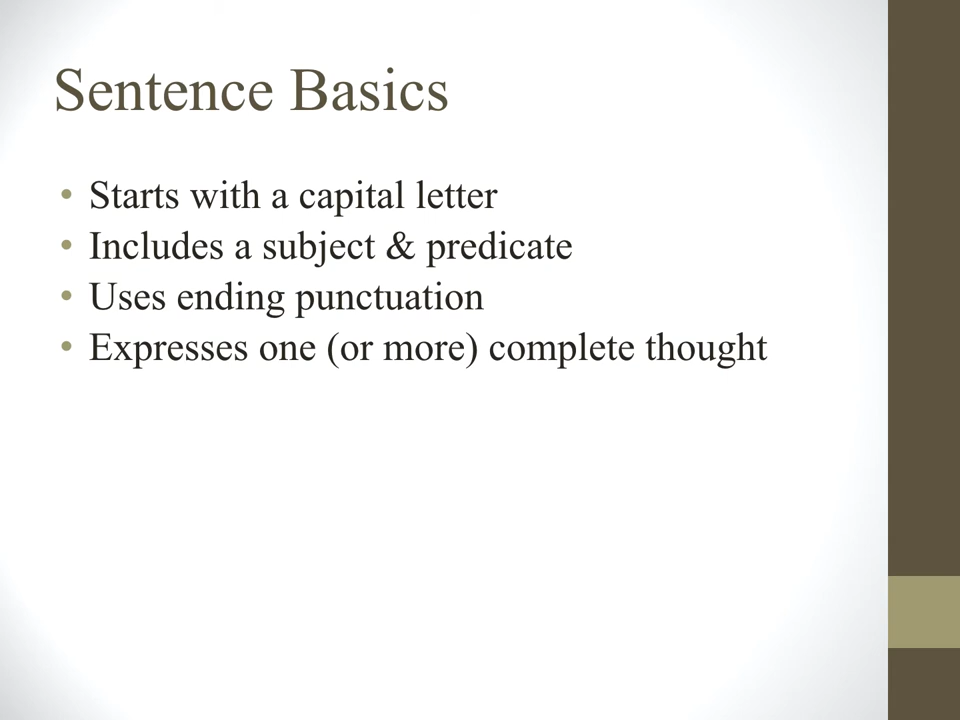 Sentence Basics
• Starts with a capital letter
• Includes a subject & predicate
• Uses ending punctuation
• Expresses one (or more) complete thought